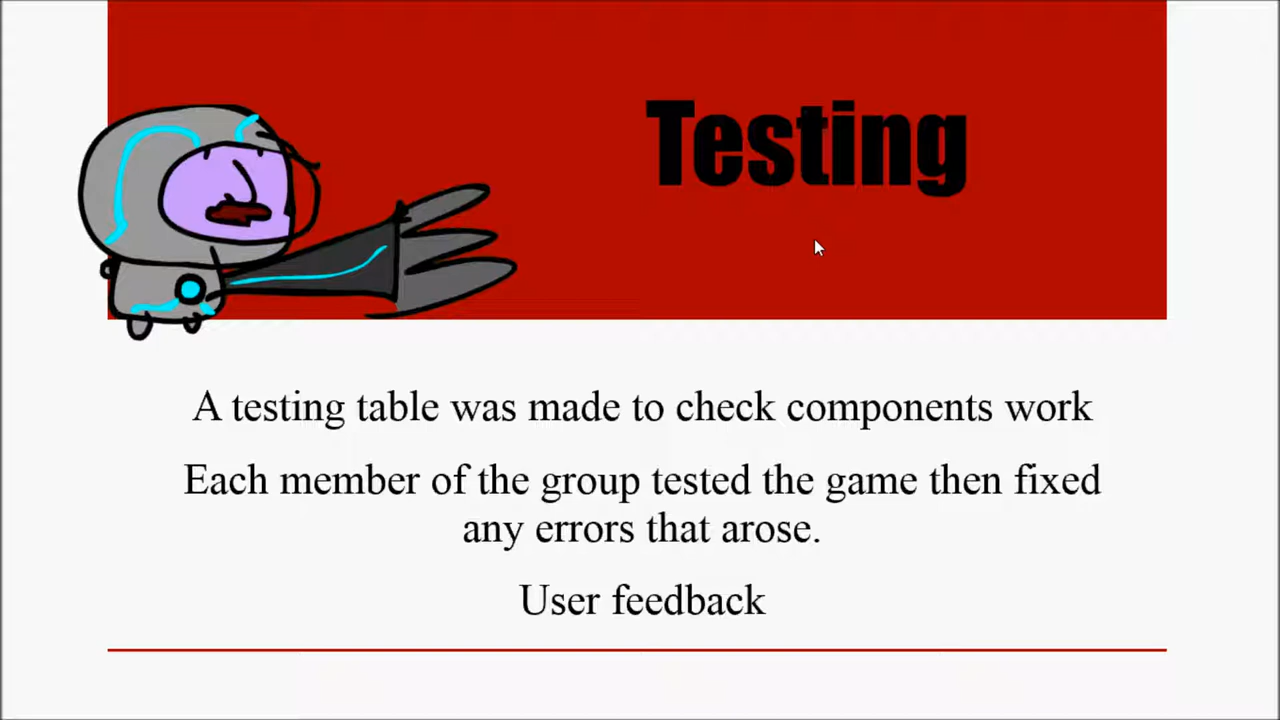 Testing
A testing table was made to check components work
Each member of the group tested the game then fixed
any errors that arose.
User feedback